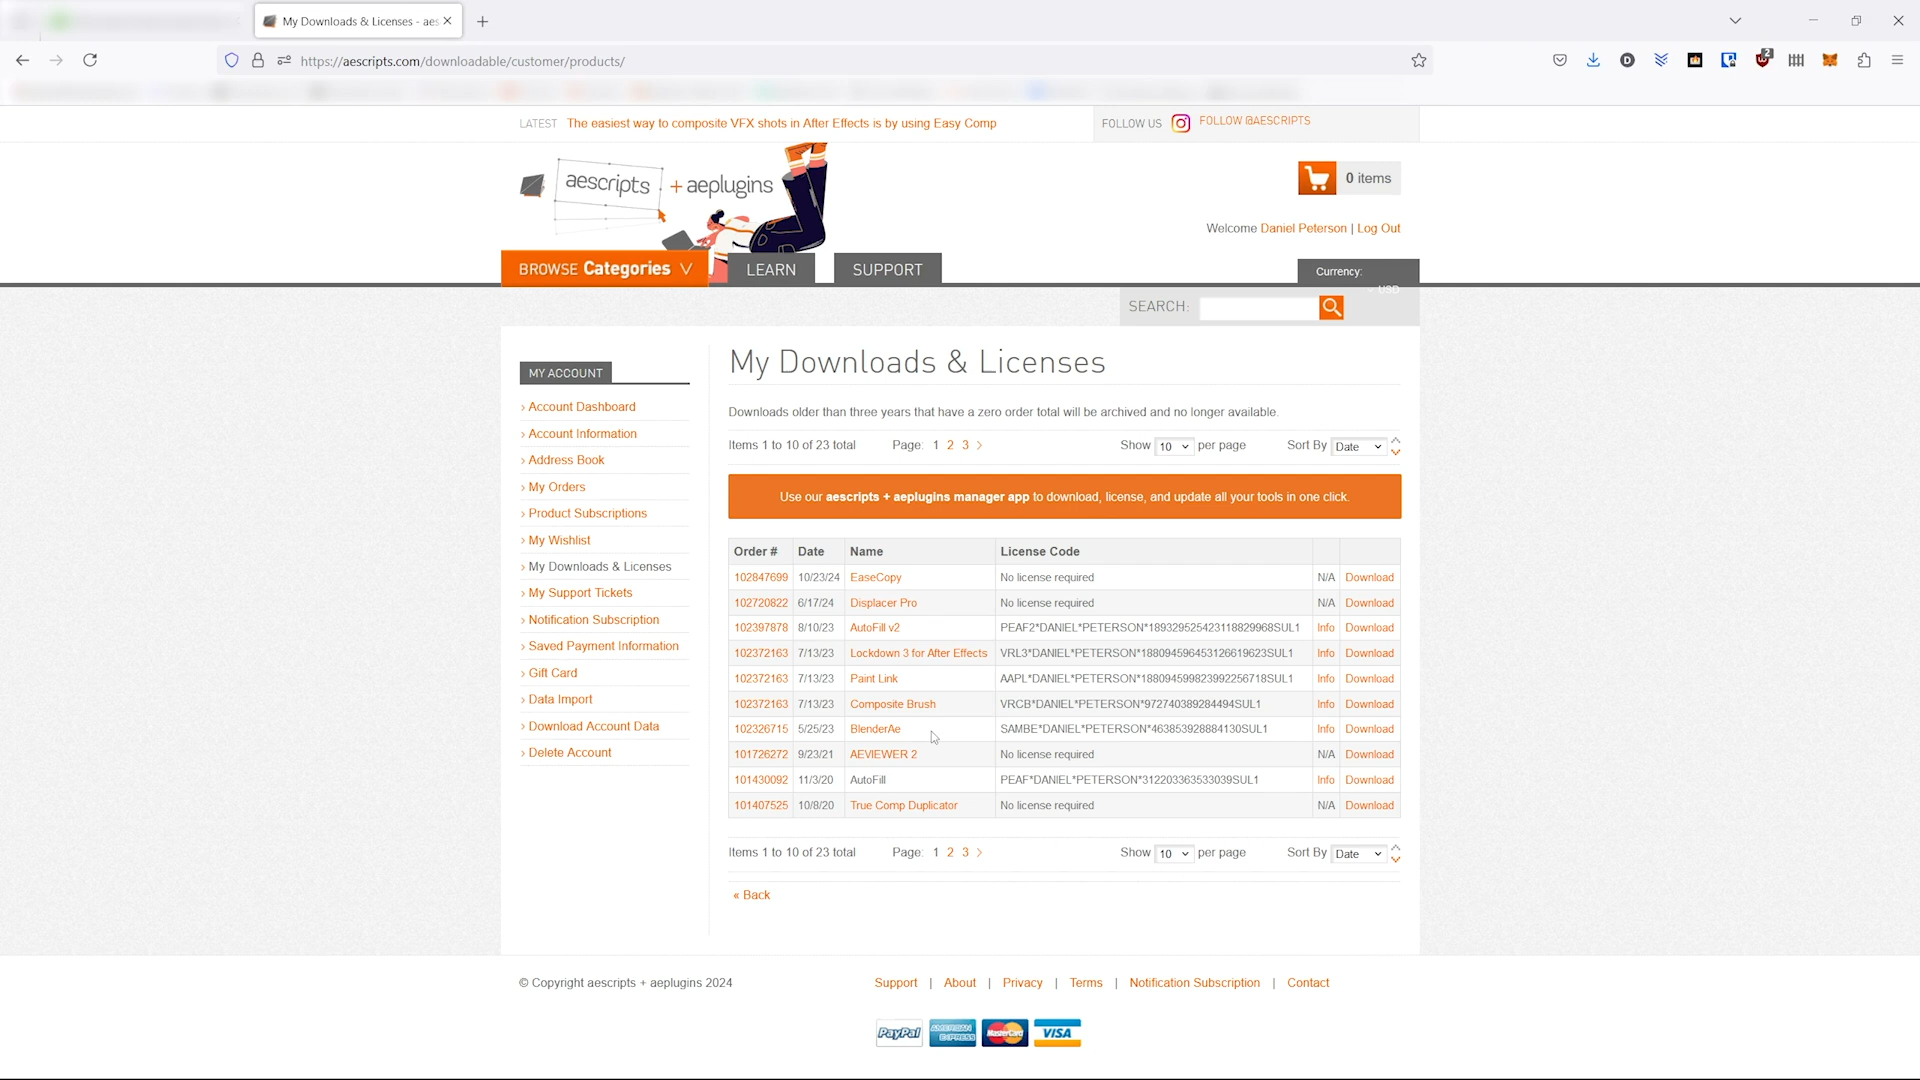 My Downloads & Licenses - aes
https://aescripts.com/downloadable/customer/products/
2
LATEST The easiest way to composite VFX shots in After Effects is by using Easy Comp
FOLLOW US FOLLOW @AESCRIPTS
aescripts + aeplugins
0 items
Welcome Daniel Peterson | Log Out
BROWSE Categories V
LEARN
SUPPORT
Currency:
USD
SEARCH:
MY ACCOUNT
› Account Dashboard
› Account Information
› Address Book
› My Orders
› Product Subscriptions
› My Wishlist
› My Downloads & Licenses
› My Support Tickets
› Notification Subscription
› Saved Payment Information
› Gift Card
› Data Import
› Download Account Data
› Delete Account
My Downloads & Licenses
Downloads older than three years that have a zero order total will be archived and no longer available.
Items 1 to 10 of 23 total Page: 1 2 3 > Show 10 per page Sort By Date
Use our aescripts + aeplugins manager app to download, license, and update all your tools in one click.
Order # Date Name License Code
102847699 10/23/24 EaseCopy No license required N/A Download
102720822 6/17/24 Displacer Pro No license required N/A Download
102397878 8/10/23 AutoFill v2 PEAF2*DANIEL*PETERSON*189329525423118829968SUL1 Info Download
102372163 7/13/23 Lockdown 3 for After Effects VRL3*DANIEL*PETERSON*188094596453126619623SUL1 Info Download
102372163 7/13/23 Paint Link AAPL*DANIEL*PETERSON*188094599823992256718SUL1 Info Download
102372163 7/13/23 Composite Brush VRCB*DANIEL*PETERSON*972740389284494SUL1 Info Download
102326715 5/25/23 BlenderAe SAMBE*DANIEL*PETERSON*463853928884130SUL1 Info Download
101726272 9/23/21 AEVIEWER 2 No license required N/A Download
101430092 11/3/20 AutoFill PEAF*DANIEL*PETERSON*312203363533039SUL1 Info Download
101407525 10/8/20 True Comp Duplicator No license required N/A Download
Items 1 to 10 of 23 total Page: 1 2 3 > Show 10 per page Sort By Date
« Back
© Copyright aescripts + aeplugins 2024
Support | About | Privacy | Terms | Notification Subscription | Contact
PayPal AMERICAN EXPRESS MasterCard VISA